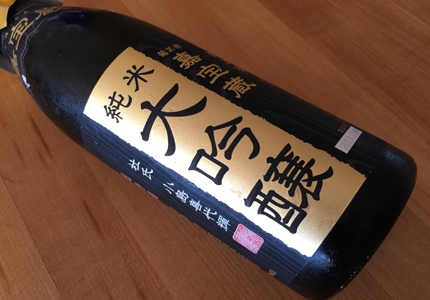 嘉宝蔵
純米
大吟醸
杜氏 小島喜代輝